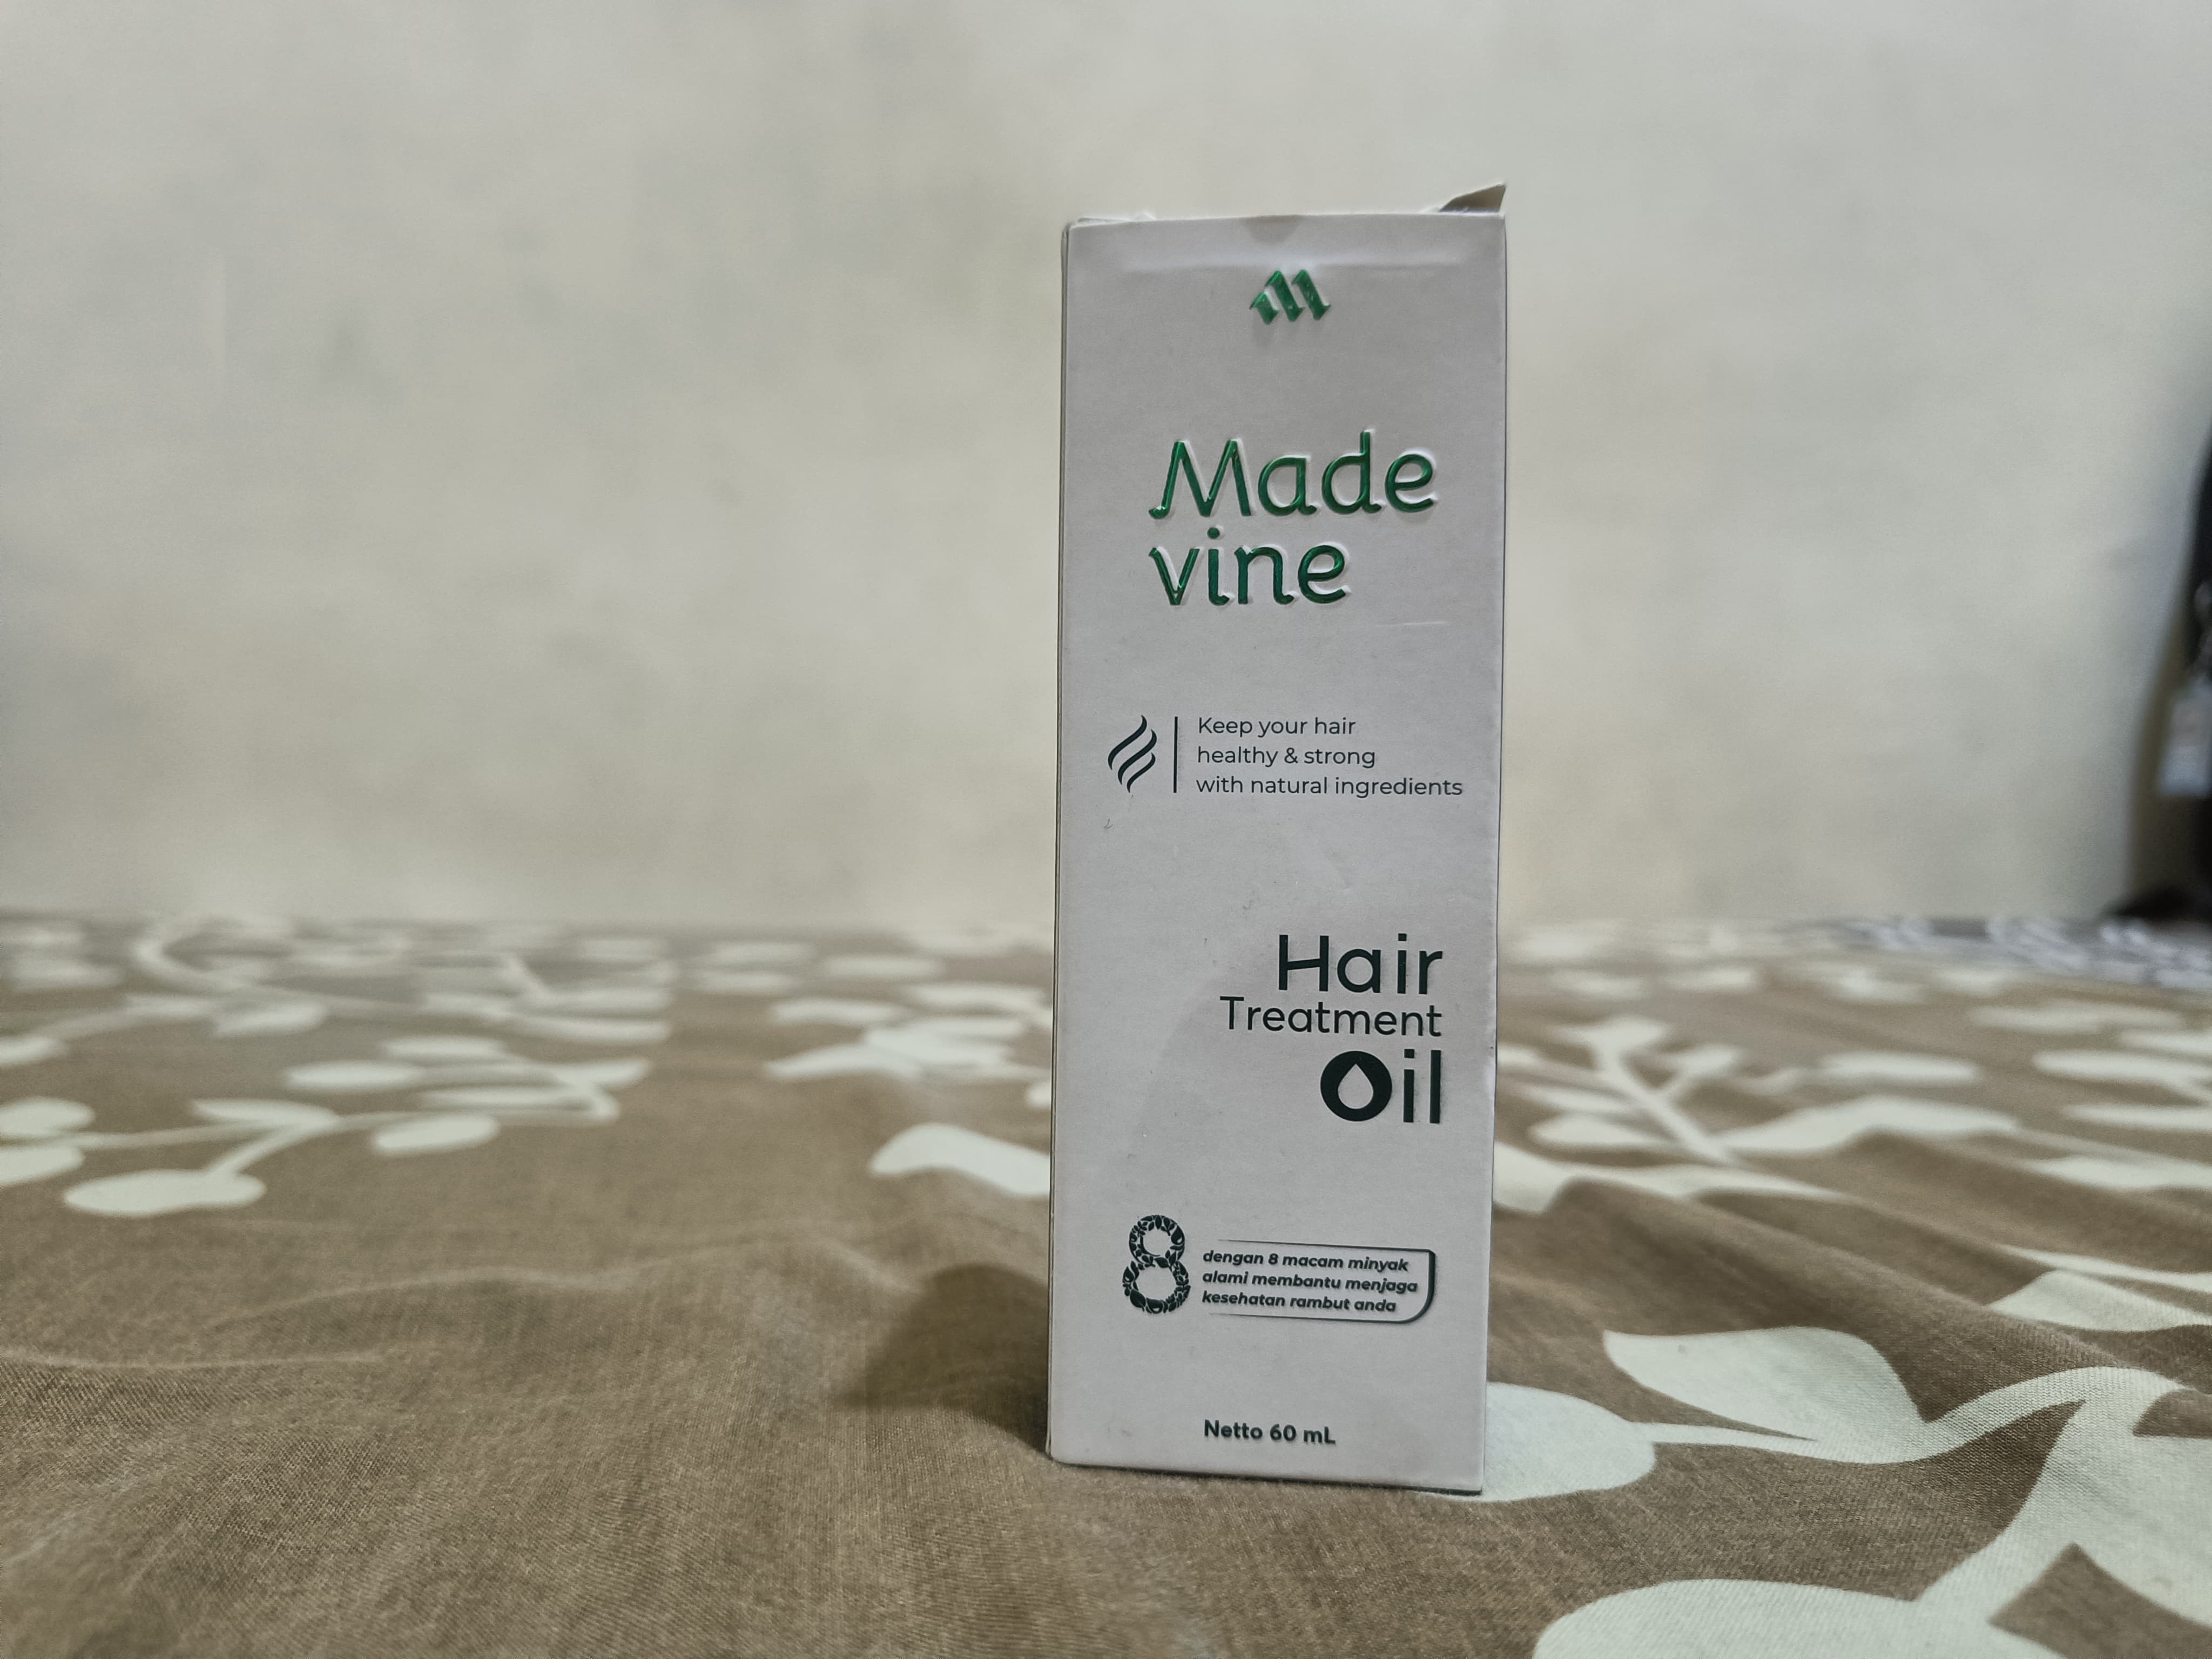 M
Made
vine
Keep your hair
healthy & strong
with natural ingredients
Hair
Treatment
Oil
8
dengan 8 macam minyak
alami membantu menjaga
kesehatan rambut anda
Netto 60 mL